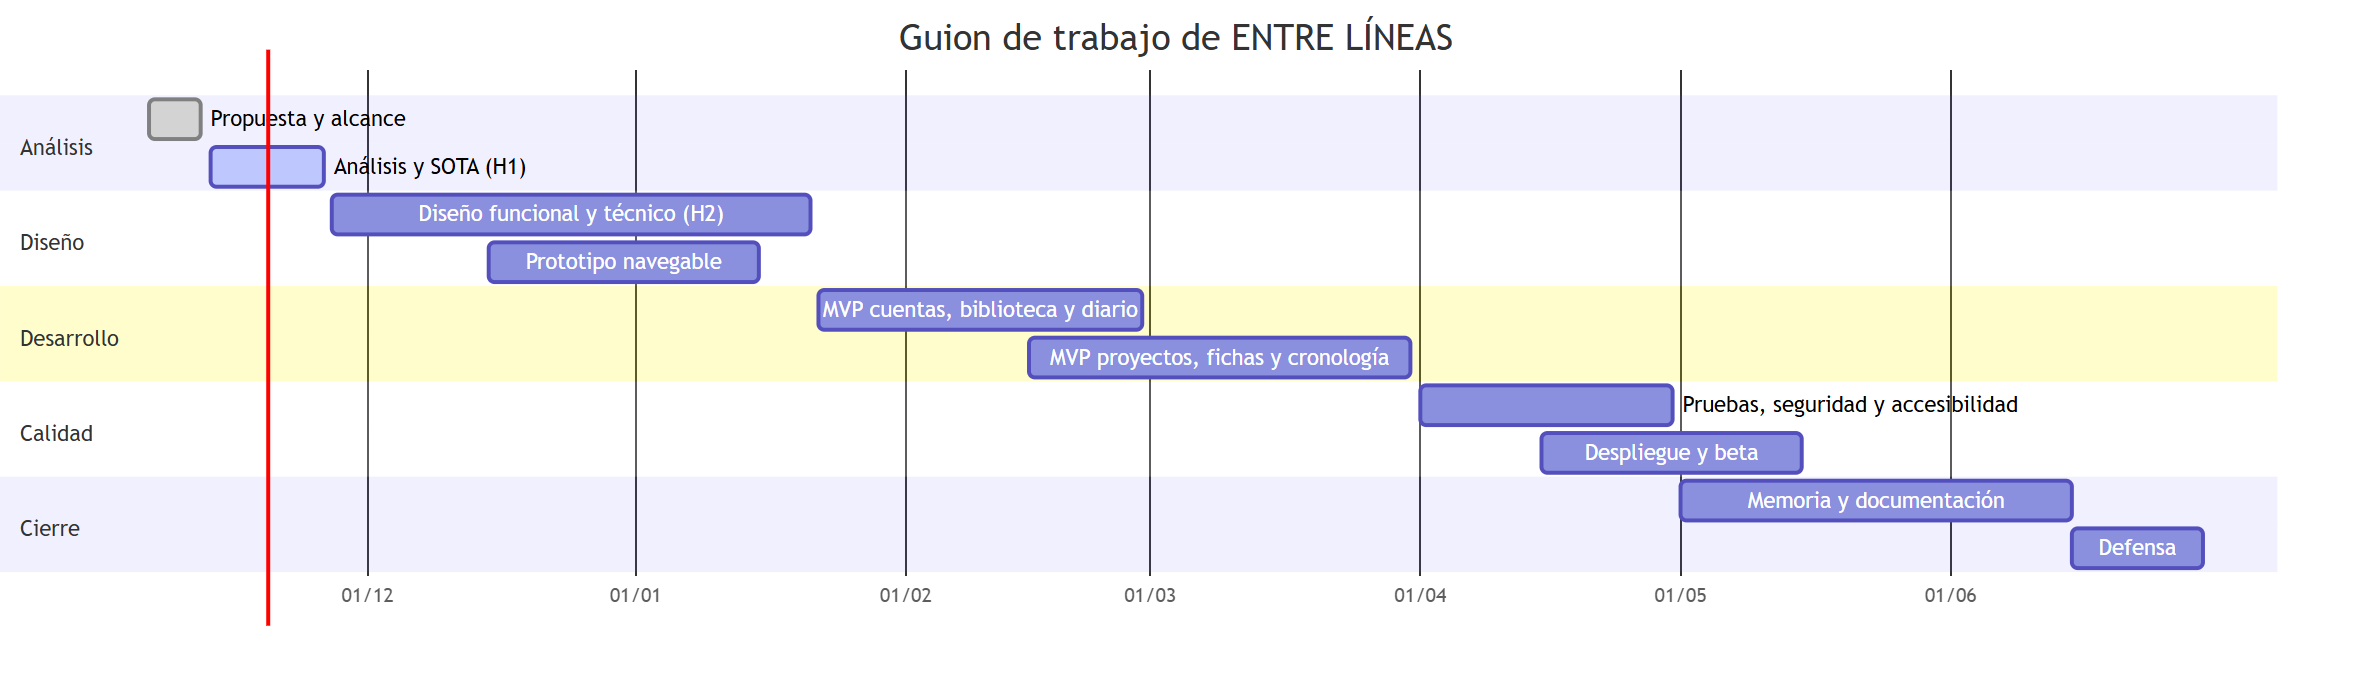 Guion de trabajo de ENTRE LÍNEAS
Análisis
Propuesta y alcance
Análisis y SOTA (H1)
Diseño
Diseño funcional y técnico (H2)
Prototipo navegable
Desarrollo
MVP cuentas, biblioteca y diario
MVP proyectos, fichas y cronología
Calidad
Pruebas, seguridad y accesibilidad
Despliegue y beta
Cierre
Memoria y documentación
Defensa
01/12 01/01 01/02 01/03 01/04 01/05 01/06